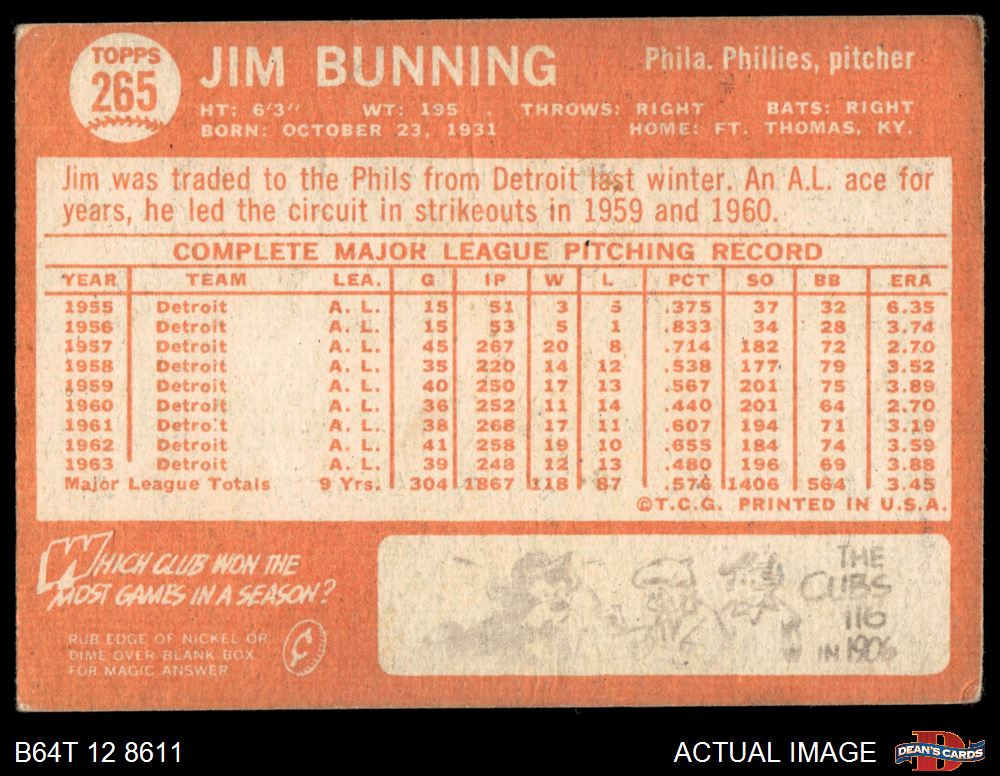 TOPPS
265
JIM BUNNING
Phila. Phillies, pitcher
HT: 6'3" WT: 195 THROWS: RIGHT BATS: RIGHT
BORN: OCTOBER 23, 1931 HOME: FT. THOMAS, KY.
Jim was traded to the Phils from Detroit last winter. An A.L. ace for
years, he led the circuit in strikeouts in 1959 and 1960.
COMPLETE MAJOR LEAGUE PITCHING RECORD
YEAR TEAM LEA. G IP W L PCT SO BB ERA
1955 Detroit A. L. 15 51 3 5 .375 37 32 6.35
1956 Detroit A. L. 15 53 5 1 .833 34 28 3.74
1957 Detroit A. L. 45 267 20 8 .714 182 72 2.70
1958 Detroit A. L. 35 220 14 12 .538 177 79 3.52
1959 Detroit A. L. 40 250 17 13 .567 201 75 3.89
1960 Detroit A. L. 36 252 11 14 .440 201 64 2.70
1961 Detroit A. L. 38 268 17 11 .607 194 71 3.19
1962 Detroit A. L. 41 258 19 10 .655 184 74 3.59
1963 Detroit A. L. 39 248 12 13 .480 196 69 3.88
Major League Totals 9 Yrs. 304 1867 118 87 .576 1406 564 3.45
©T.C.G. PRINTED IN U.S.A.
WHICH CLUB WON THE
MOST GAMES IN A SEASON?
RUB EDGE OF NICKEL OR
DIME OVER BLANK BOX
FOR MAGIC ANSWER
THE
CUBS
116
IN 1906
B64T 12 8611
ACTUAL IMAGE
DEAN'S CARDS